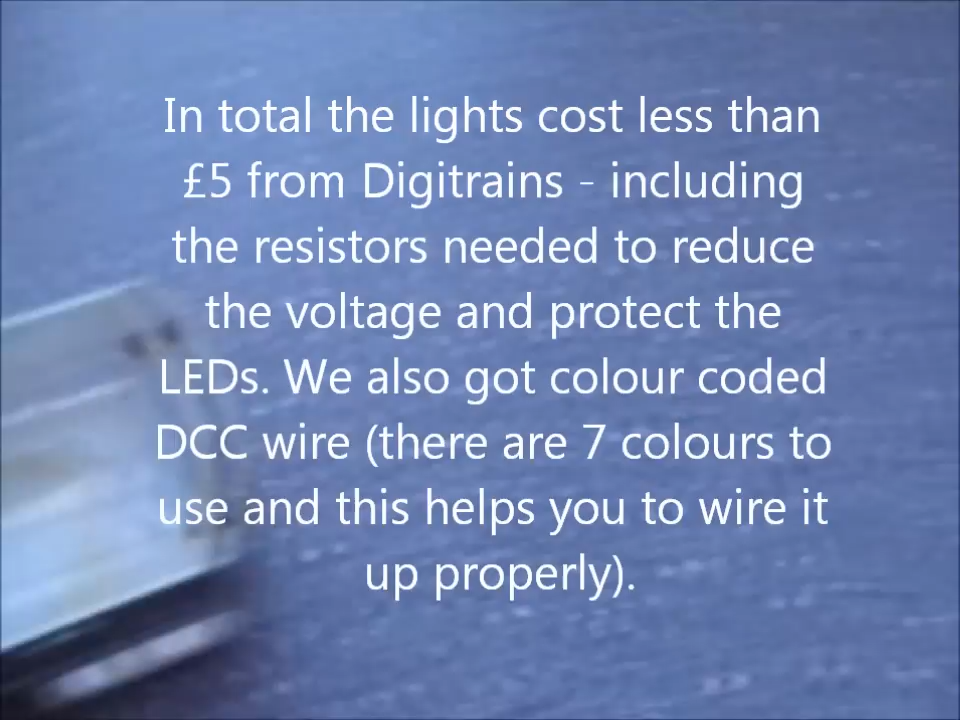 In total the lights cost less than
£5 from Digitrains - including
the resistors needed to reduce
the voltage and protect the
LEDs. We also got colour coded
DCC wire (there are 7 colours to
use and this helps you to wire it
up properly).